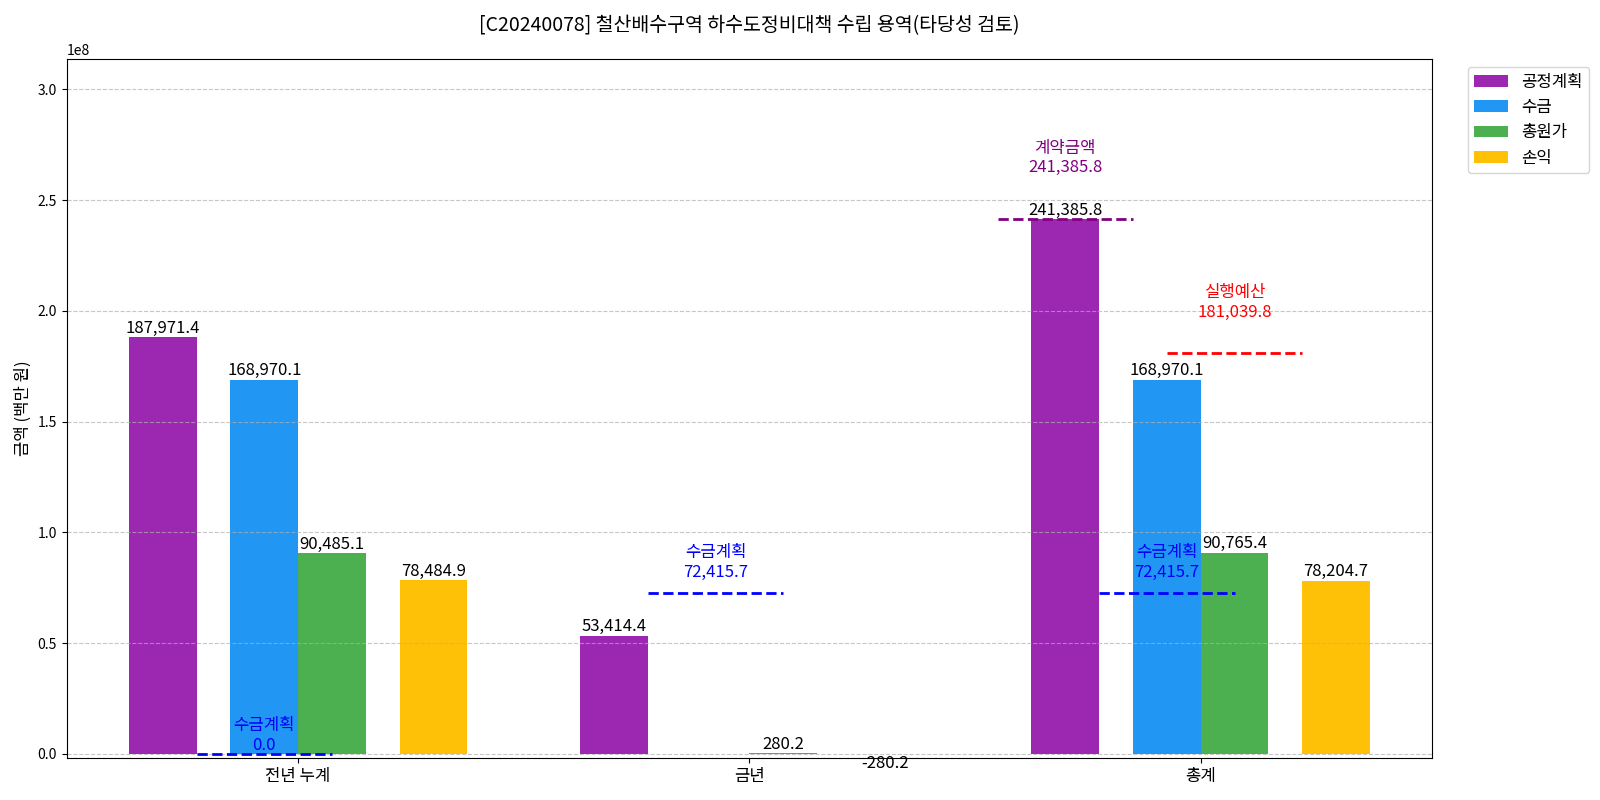 [C20240078] 철산배수구역 하수도정비대책 수립 용역(타당성 검토)
1e8
금액 (백만 원)
3.0
2.5
2.0
1.5
1.0
0.5
0.0
187,971.4
168,970.1
90,485.1
78,484.9
수금계획
0.0
53,414.4
수금계획
72,415.7
280.2
-280.2
계약금액
241,385.8
241,385.8
실행예산
181,039.8
168,970.1
수금계획
72,415.7
90,765.4
78,204.7
전년 누계
금년
총계
공정계획
수금
총원가
손익